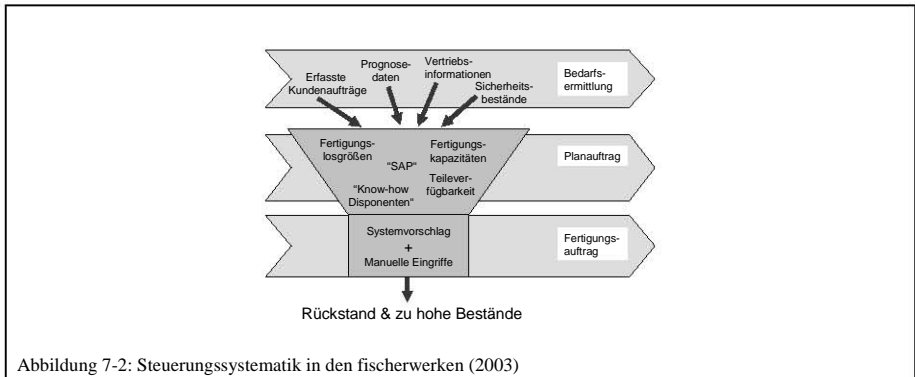 Erfasste
Kundenaufträge
Prognose-
daten
Vertriebs-
informationen
Sicherheits-
bestände
Bedarfs-
ermittlung
Fertigungs-
losgrößen
"SAP"
"Know-how
Disponenten"
Fertigungs-
kapazitäten
Teilever-
fügbarkeit
Planauftrag
Systemvorschlag
+
Manuelle Eingriffe
Fertigungs-
auftrag
Rückstand & zu hohe Bestände
Abbildung 7-2: Steuerungssystematik in den fischerwerken (2003)